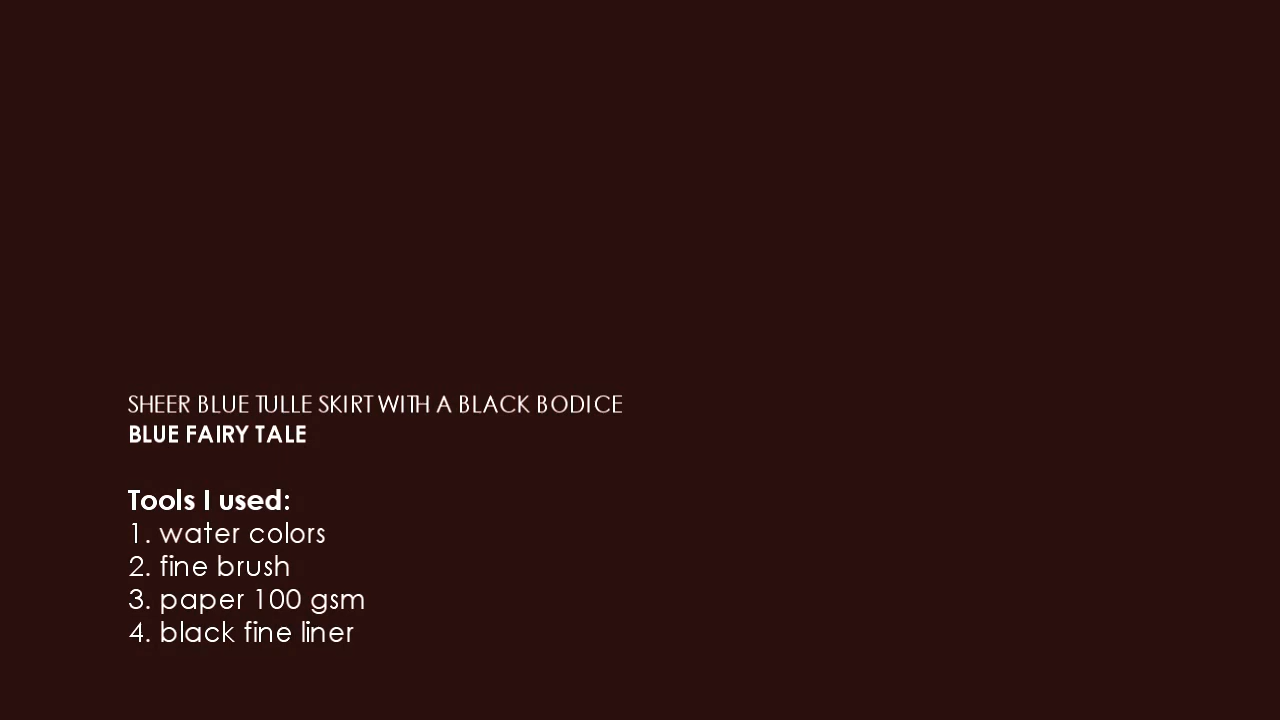 SHEER BLUE TULLE SKIRT WITH A BLACK BODICE
BLUE FAIRY TALE
Tools I used:
1. water colors
2. fine brush
3. paper 100 gsm
4. black fine liner